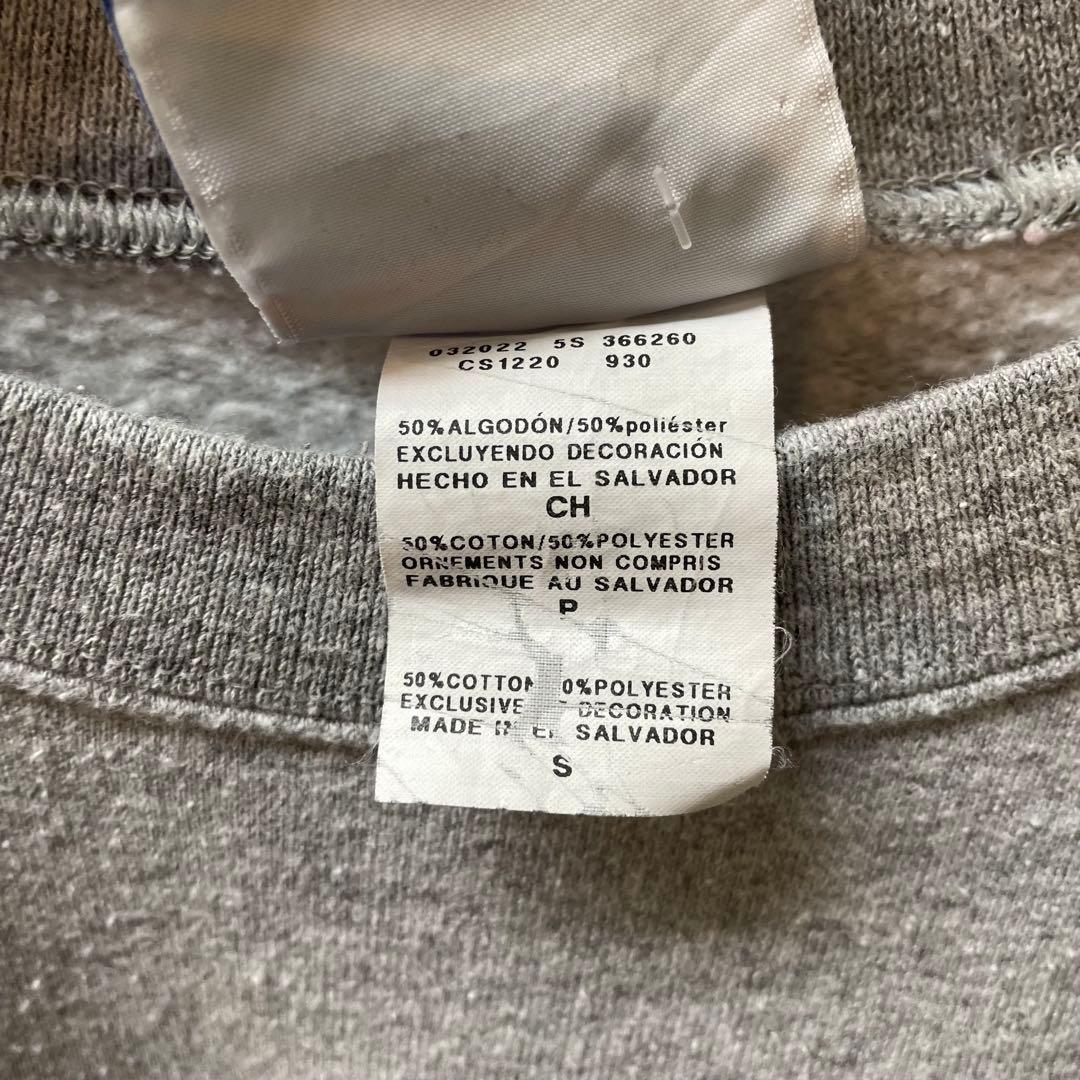 032022 5S 366260
CS1220 930
50%ALGODÓN/50%poliéster
EXCLUYENDO DECORACIÓN
HECHO EN EL SALVADOR
CH
50%COTON/50%POLYESTER
ORNEMENTS NON COMPRIS
FABRIQUE AU SALVADOR
P
50%COTTON 0%POLYESTER
EXCLUSIVE DECORATION
MADE IN EL SALVADOR
S